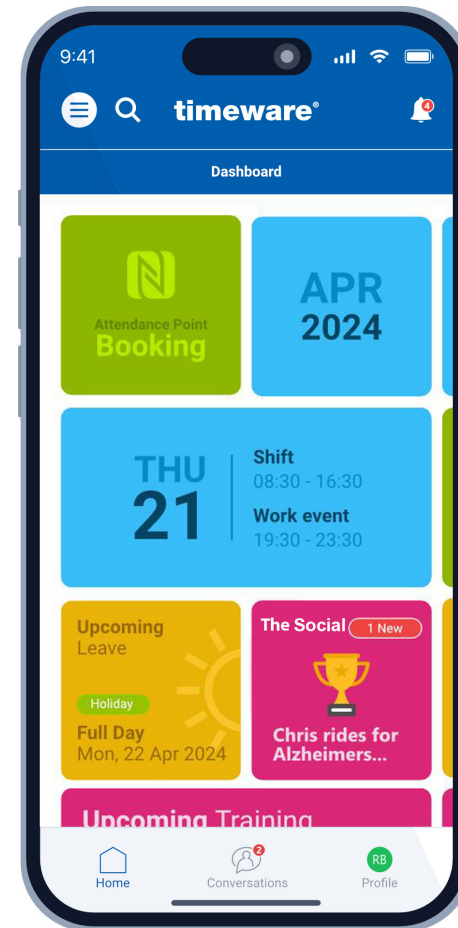 9:41
timeware®
4
Dashboard
Attendance Point
Booking
APR
2024
THU
21
Shift
08:30 - 16:30
Work event
19:30 - 23:30
Upcoming
Leave
Holiday
Full Day
Mon, 22 Apr 2024
The Social
1 New
Chris rides for
Alzheimers...
Upcoming Training
Home
2
Conversations
RB
Profile